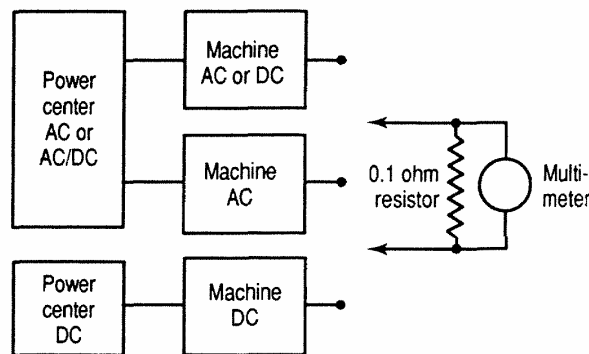 Power
center
AC or
AC/DC
Machine
AC or DC
Machine
AC
0.1 ohm
resistor
Multi-
meter
Power
center
DC
Machine
DC